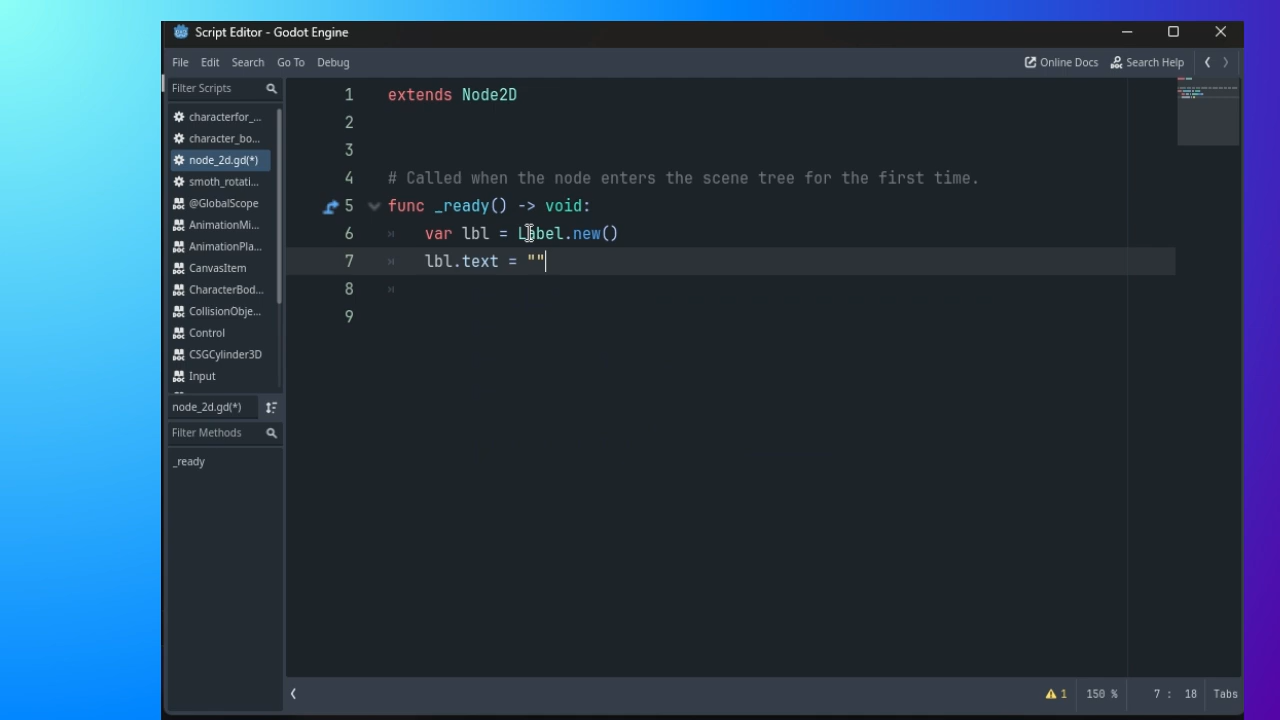 Script Editor - Godot Engine
File Edit Search Go To Debug Online Docs Search Help
Filter Scripts
characterfor_...
character_bo...
node_2d.gd(*)
smoth_rotati...
@GlobalScope
AnimationMi...
AnimationPla...
CanvasItem
CharacterBod...
CollisionObje...
Control
CSGCylinder3D
Input
node_2d.gd(*)
Filter Methods
_ready
1 extends Node2D
2
3
4 # Called when the node enters the scene tree for the first time.
5 func _ready() -> void:
6 var lbl = Label.new()
7 lbl.text = ""
8
9
1 150 % 7 : 18 Tabs